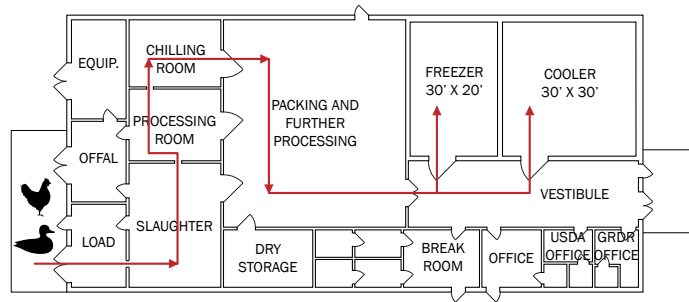 EQUIP.
CHILLING
ROOM
FREEZER
30' X 20'
COOLER
30' X 30'
PROCESSING
ROOM
PACKING AND
FURTHER
PROCESSING
OFFAL
LOAD
SLAUGHTER
VESTIBULE
DRY
STORAGE
BREAK
ROOM
OFFICE
USDA
OFFICE
GRDR
OFFICE